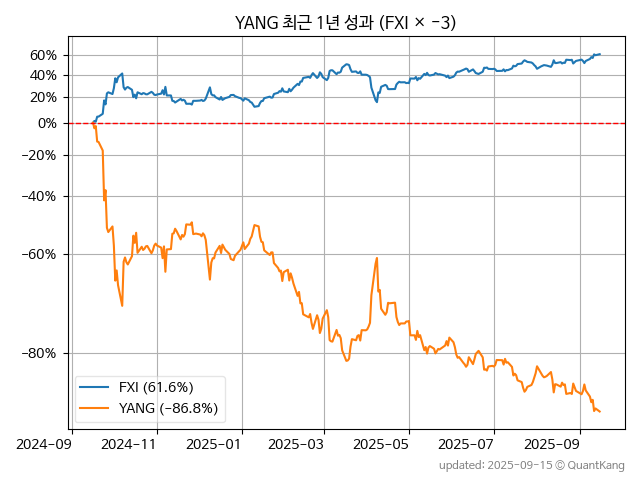 YANG 최근 1년 성과 (FXI × −3)
60%
40%
20%
0%
−20%
−40%
−60%
−80%
FXI (61.6%)
YANG (−86.8%)
2024-09 2024-11 2025-01 2025-03 2025-05 2025-07 2025-09
updated: 2025-09-15 © QuantKang